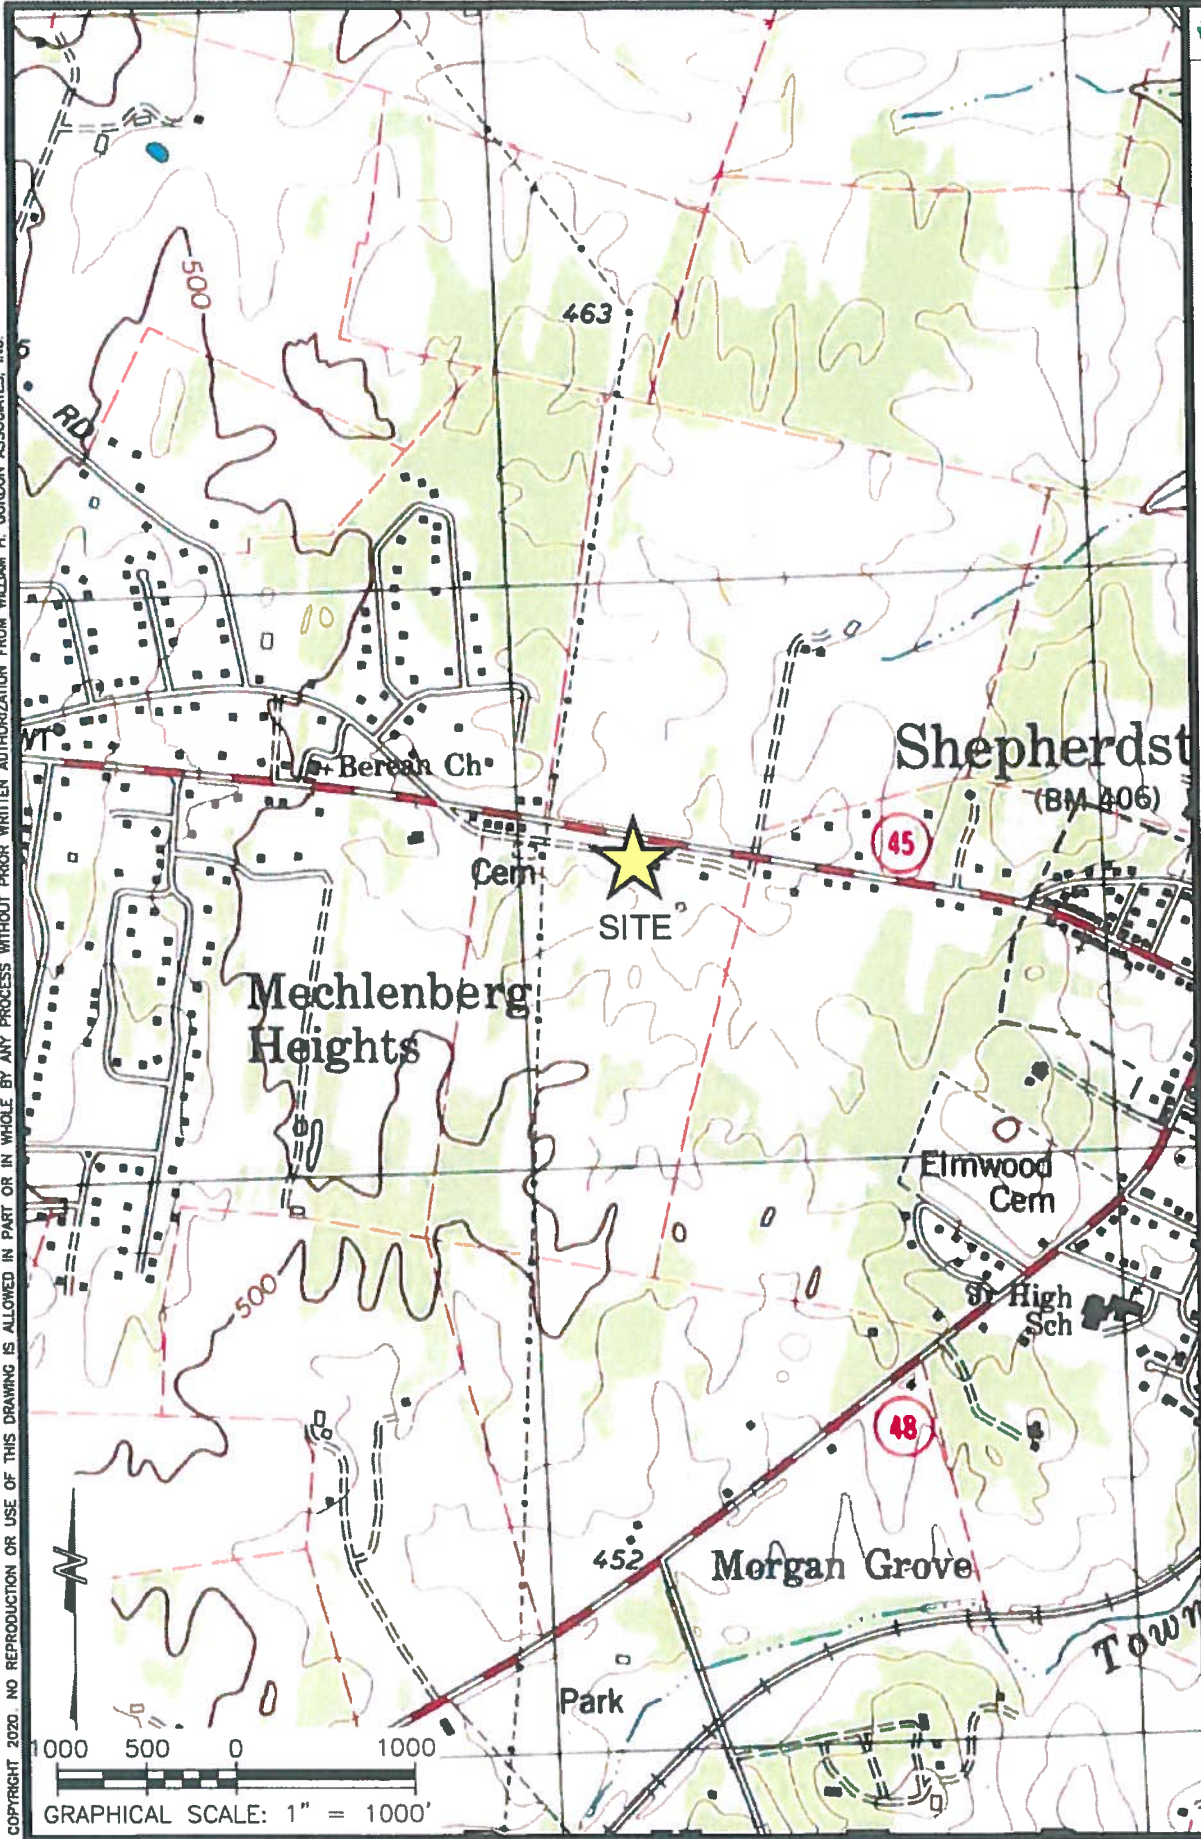 500
463
RD
Shepherdst
(BM 406)
Berean Ch
45
Cem
SITE
Mechlenberg
Heights
Elmwood
Cem
500
Jr High
Sch
48
452
Morgan Grove
Town
Park
N
1000 500 0 1000
GRAPHICAL SCALE: 1" = 1000'
COPYRIGHT 2020. NO REPRODUCTION OR USE OF THIS DRAWING IS ALLOWED IN PART OR IN WHOLE BY ANY PROCESS WITHOUT PRIOR WRITTEN AUTHORIZATION FROM WILLIAM H. GORDON ASSOCIATES, INC.